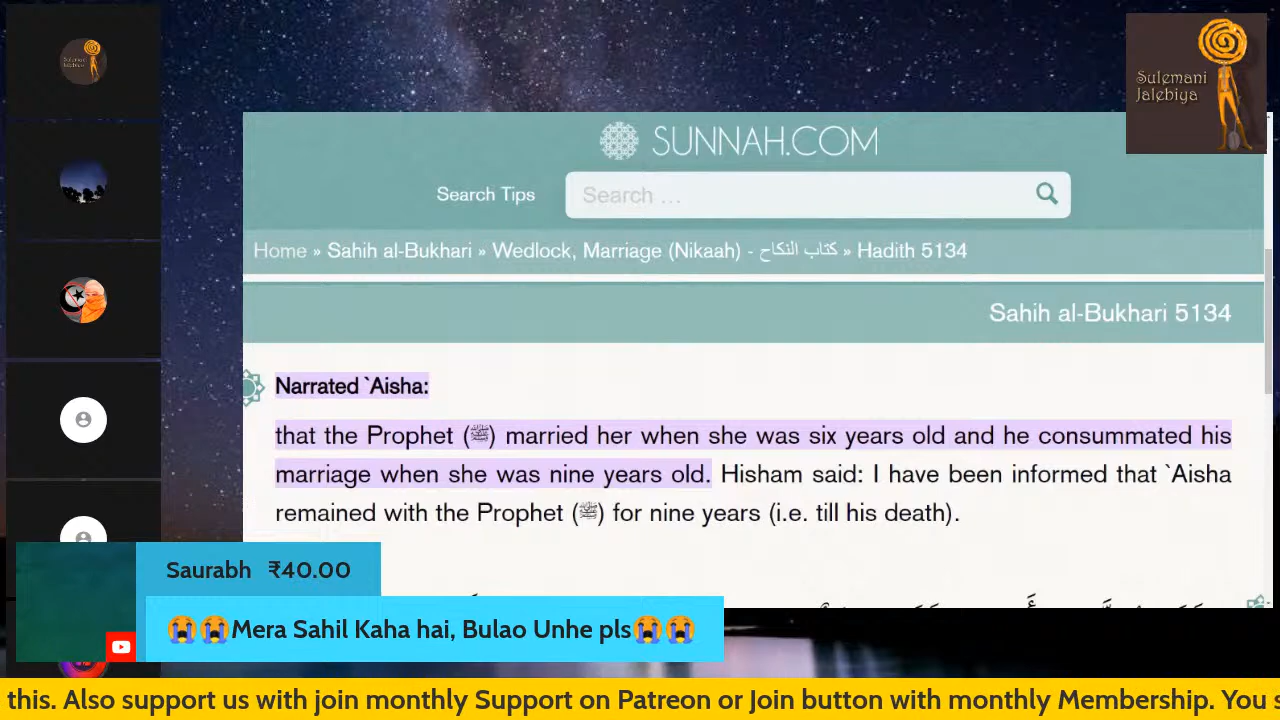 Sulemani
Jalebiya
SUNNAH.COM
Search Tips
Search ...
Home » Sahih al-Bukhari » Wedlock, Marriage (Nikaah) - كتاب النكاح » Hadith 5134
Sahih al-Bukhari 5134
Narrated `Aisha:
that the Prophet (ﷺ) married her when she was six years old and he consummated his
marriage when she was nine years old. Hisham said: I have been informed that `Aisha
remained with the Prophet (ﷺ) for nine years (i.e. till his death).
Saurabh ₹40.00
😭😭Mera Sahil Kaha hai, Bulao Unhe pls😭😭
this. Also support us with join monthly Support on Patreon or Join button with monthly Membership. You